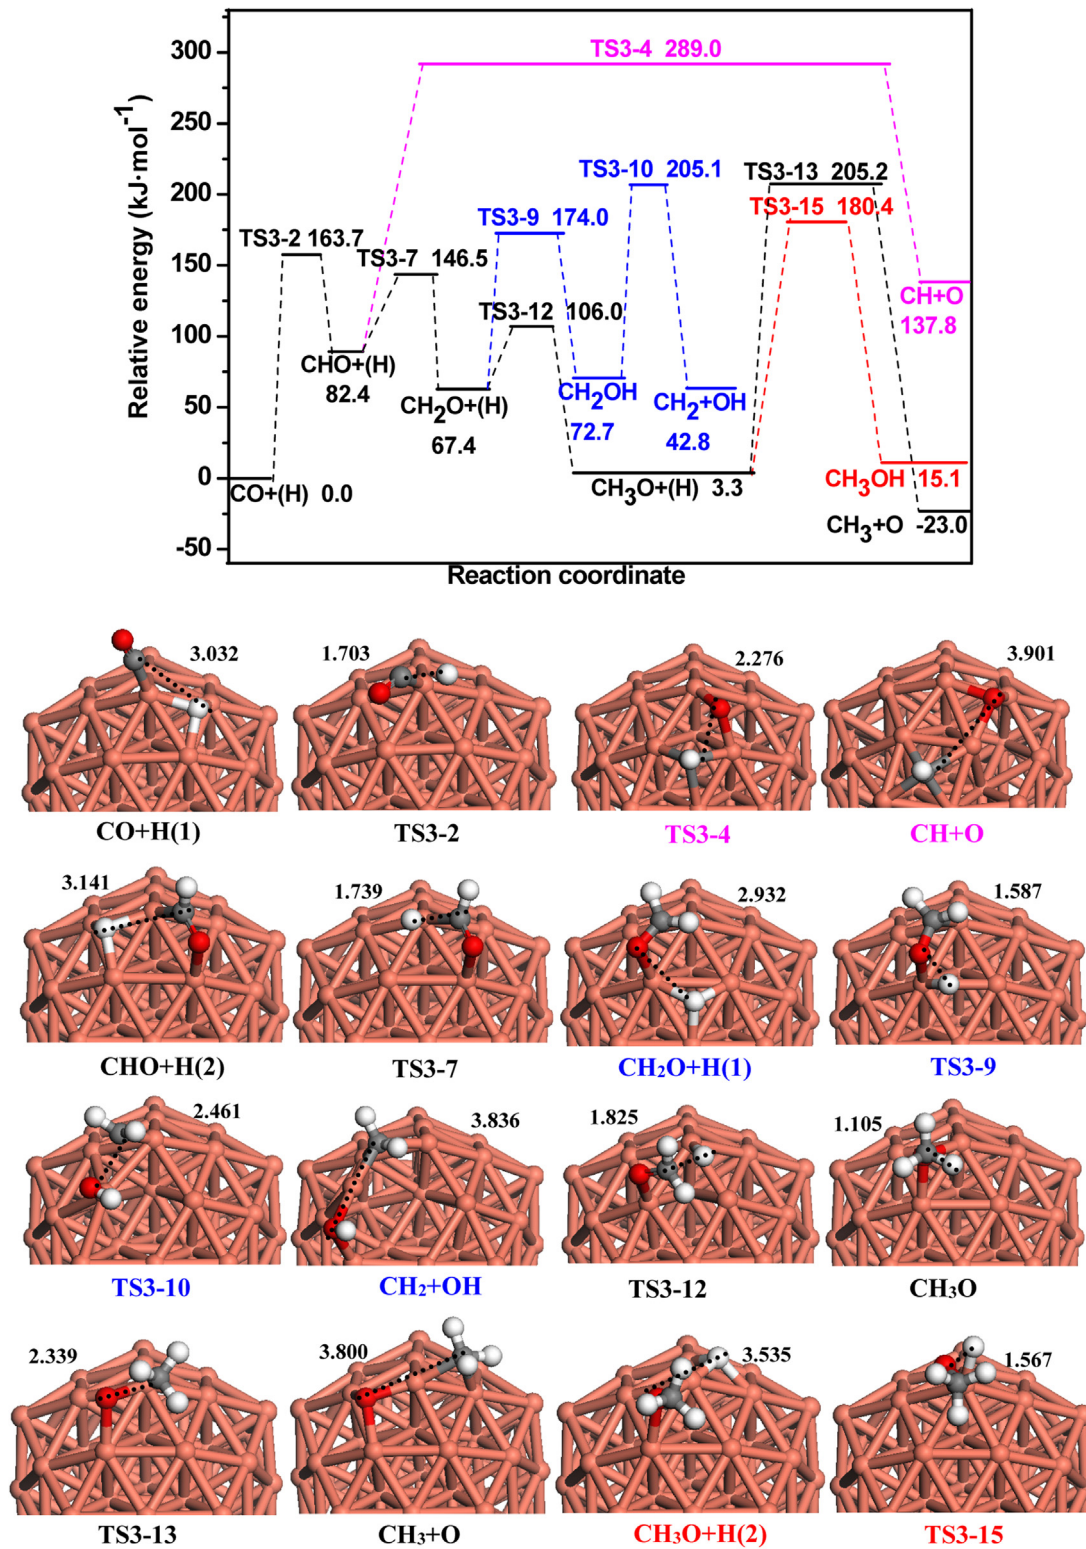 TS3-4 289.0
300
250
200
150
100
50
0
-50
Relative energy (kJ·mol⁻¹)
TS3-10 205.1
TS3-13 205.2
TS3-15 180.4
TS3-9 174.0
TS3-2 163.7
TS3-7 146.5
TS3-12 106.0
CH+O
137.8
CHO+(H)
82.4
CH₂O+(H)
67.4
CH₂OH
72.7
CH₂+OH
42.8
CO+(H) 0.0
CH₃O+(H) 3.3
CH₃OH 15.1
CH₃+O -23.0
Reaction coordinate
3.032
1.703
2.276
3.901
CO+H(1)
TS3-2
TS3-4
CH+O
3.141
1.739
2.932
1.587
CHO+H(2)
TS3-7
CH₂O+H(1)
TS3-9
2.461
3.836
1.825
1.105
TS3-10
CH₂+OH
TS3-12
CH₃O
2.339
3.800
3.535
1.567
TS3-13
CH₃+O
CH₃O+H(2)
TS3-15